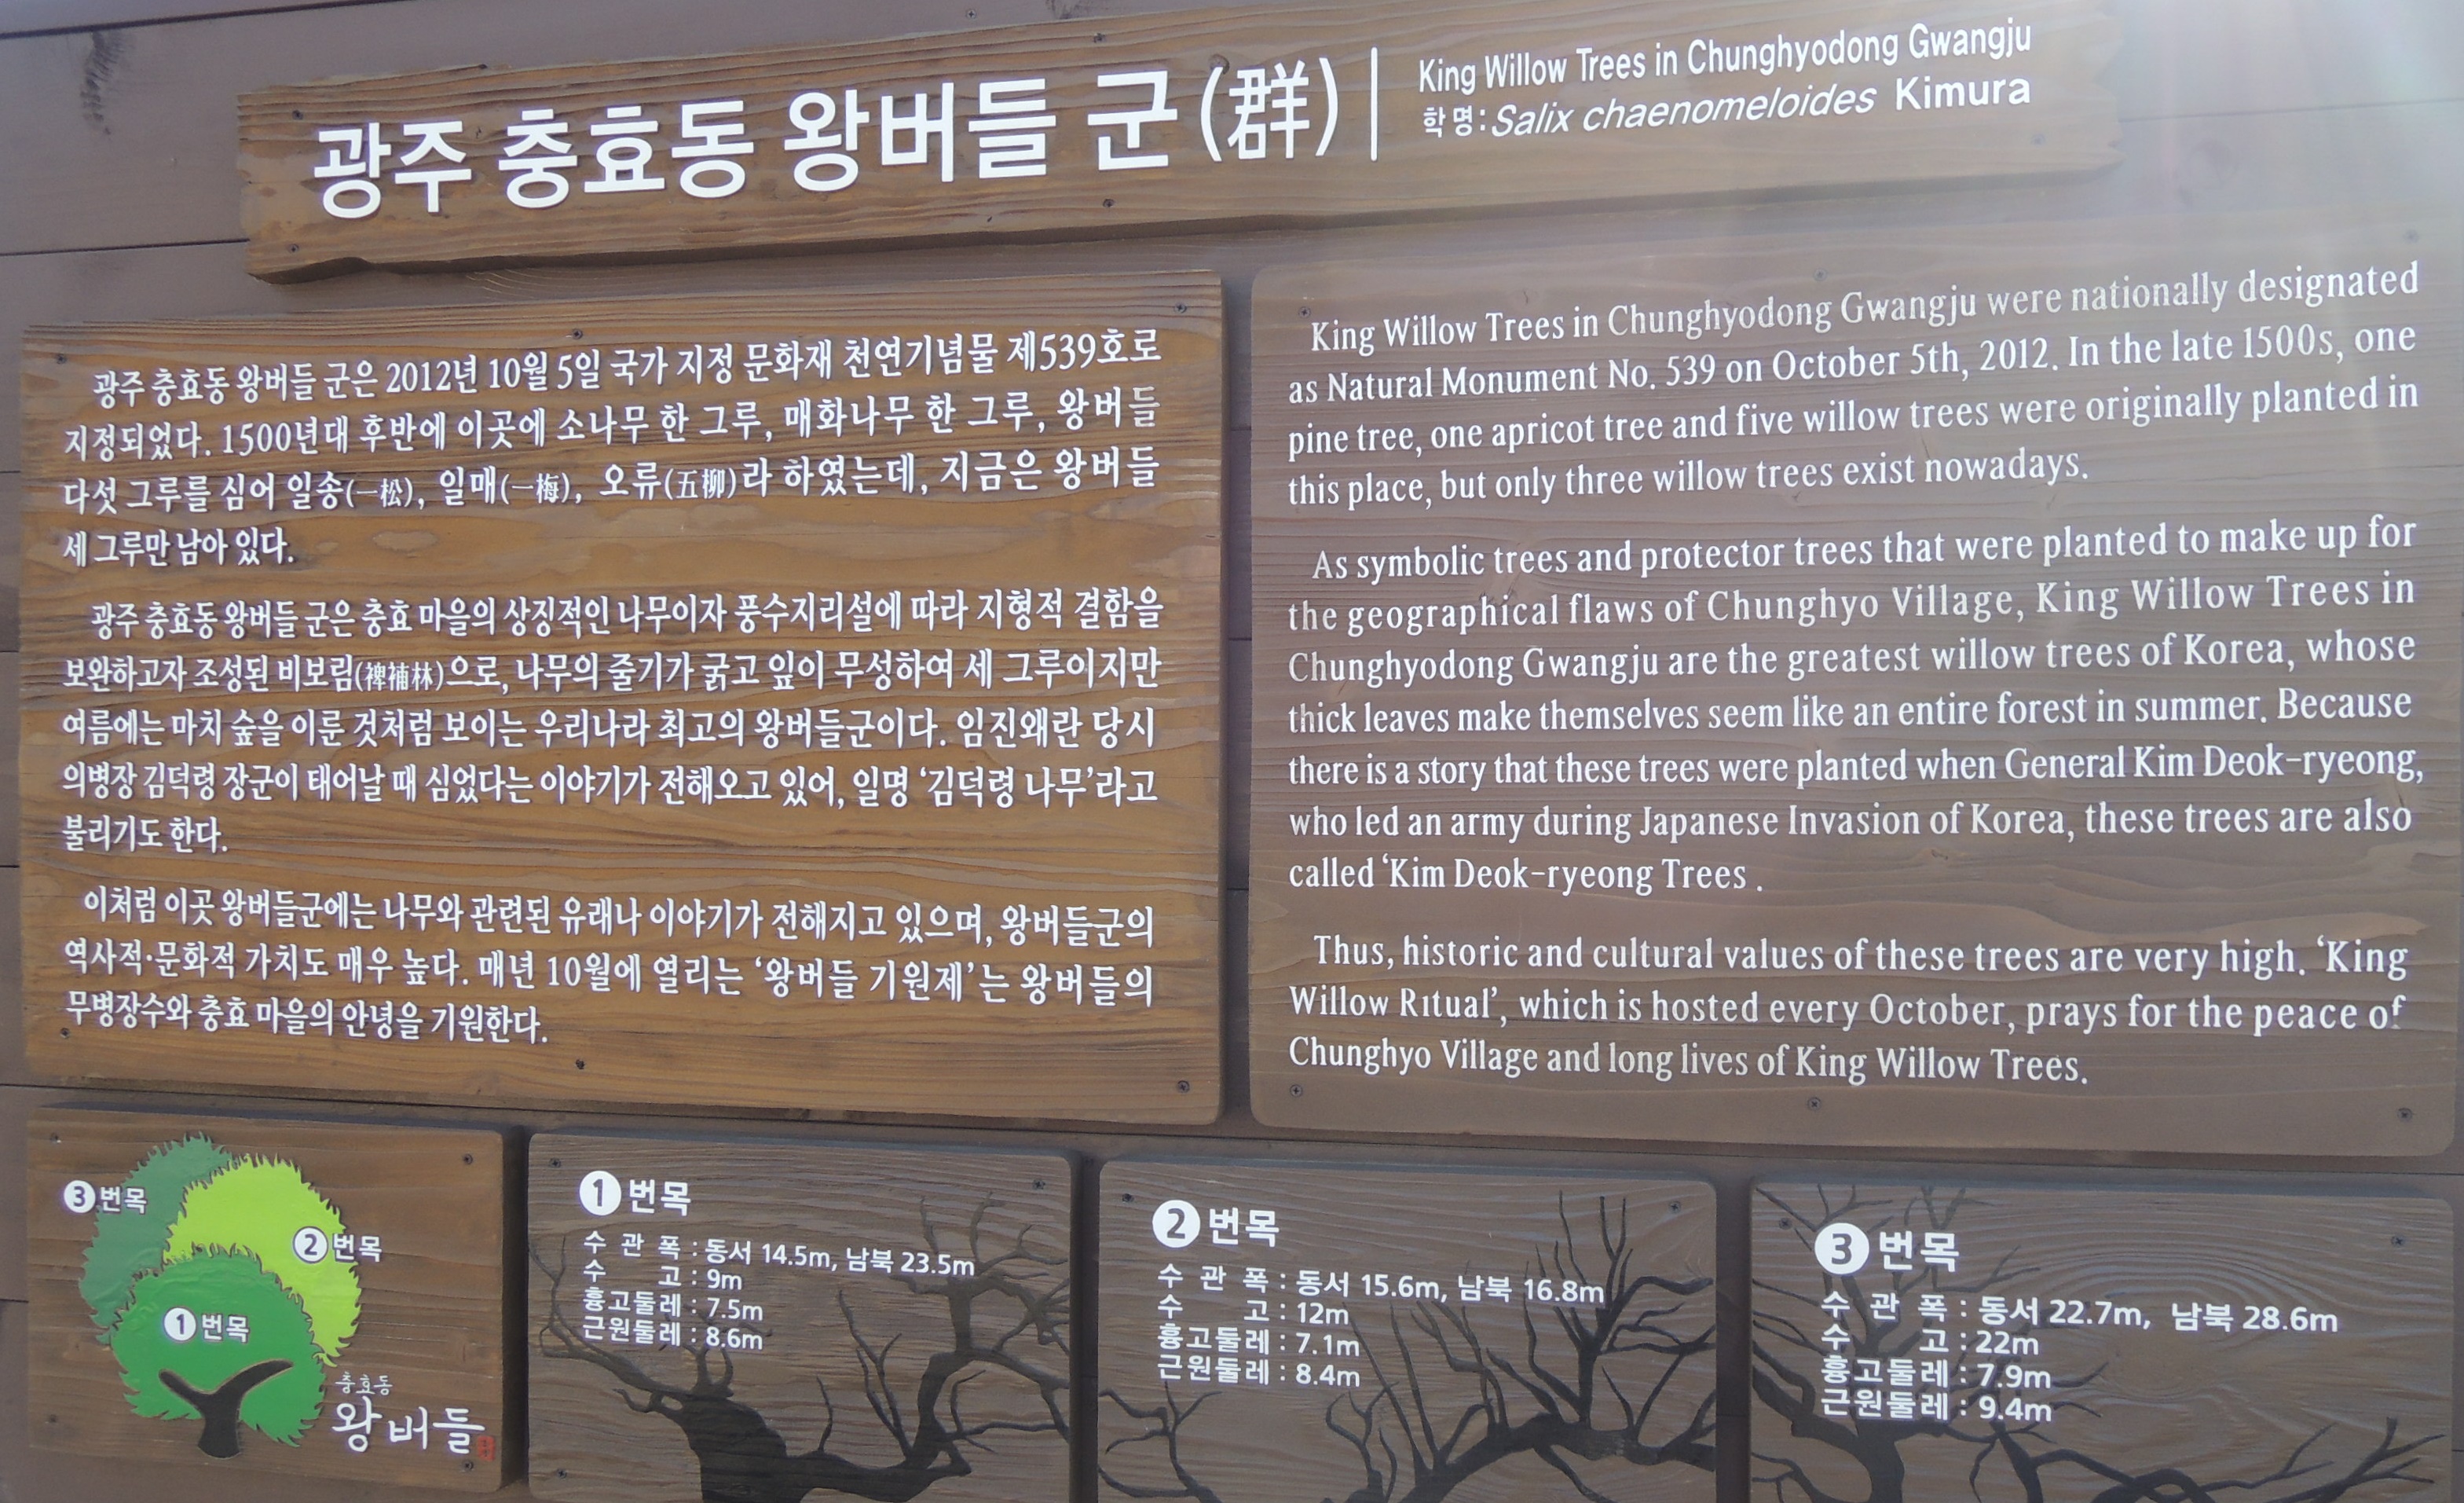 광주 충효동 왕버들 군(群)
King Willow Trees in Chunghyodong Gwangju
학명:Salix chaenomeloides Kimura
광주 충효동 왕버들 군은 2012년 10월 5일 국가 지정 문화재 천연기념물 제539호로
지정되었다. 1500년대 후반에 이곳에 소나무 한 그루, 매화나무 한 그루, 왕버들
다섯 그루를 심어 일송(一松), 일매(一梅), 오류(五柳)라 하였는데, 지금은 왕버들
세 그루만 남아 있다.
광주 충효동 왕버들 군은 충효 마을의 상징적인 나무이자 풍수지리설에 따라 지형적 결함을
보완하고자 조성된 비보림(裨補林)으로, 나무의 줄기가 굵고 잎이 무성하여 세 그루이지만
여름에는 마치 숲을 이룬 것처럼 보이는 우리나라 최고의 왕버들군이다. 임진왜란 당시
의병장 김덕령 장군이 태어날 때 심었다는 이야기가 전해오고 있어, 일명 ‘김덕령 나무’라고
불리기도 한다.
이처럼 이곳 왕버들군에는 나무와 관련된 유래나 이야기가 전해지고 있으며, 왕버들군의
역사적·문화적 가치도 매우 높다. 매년 10월에 열리는 ‘왕버들 기원제’는 왕버들의
무병장수와 충효 마을의 안녕을 기원한다.
King Willow Trees in Chunghyodong Gwangju were nationally designated
as Natural Monument No. 539 on October 5th, 2012. In the late 1500s, one
pine tree, one apricot tree and five willow trees were originally planted in
this place, but only three willow trees exist nowadays.
As symbolic trees and protector trees that were planted to make up for
the geographical flaws of Chunghyo Village, King Willow Trees in
Chunghyodong Gwangju are the greatest willow trees of Korea, whose
thick leaves make themselves seem like an entire forest in summer. Because
there is a story that these trees were planted when General Kim Deok-ryeong,
who led an army during Japanese Invasion of Korea, these trees are also
called ‘Kim Deok-ryeong Trees .
Thus, historic and cultural values of these trees are very high. ‘King
Willow Ritual’, which is hosted every October, prays for the peace of
Chunghyo Village and long lives of King Willow Trees.
③ 번목
② 번목
① 번목
충효동
왕버들
① 번목
수 관 폭 : 동서 14.5m, 남북 23.5m
수 고 : 9m
흉고둘레 : 7.5m
근원둘레 : 8.6m
② 번목
수 관 폭 : 동서 15.6m, 남북 16.8m
수 고 : 12m
흉고둘레 : 7.1m
근원둘레 : 8.4m
③ 번목
수 관 폭 : 동서 22.7m, 남북 28.6m
수 고 : 22m
흉고둘레 : 7.9m
근원둘레 : 9.4m